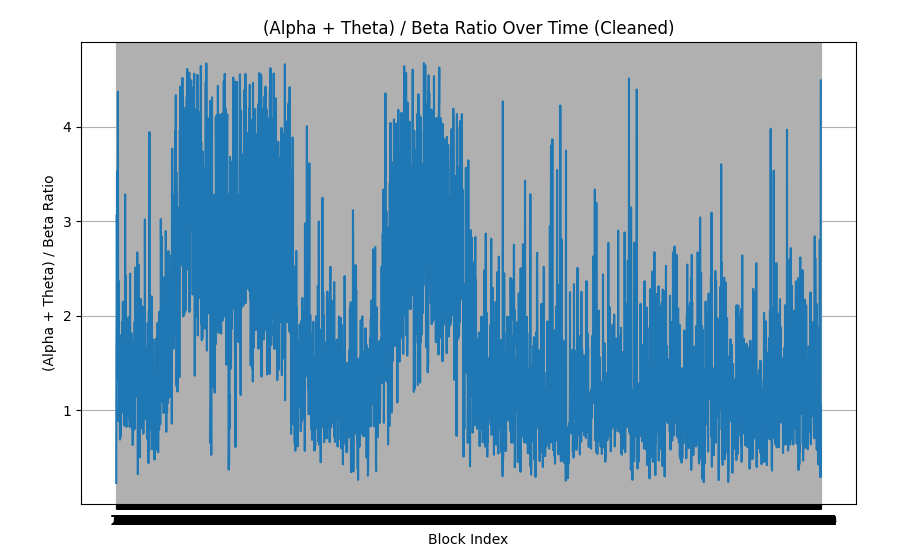 (Alpha + Theta) / Beta Ratio Over Time (Cleaned)
(Alpha + Theta) / Beta Ratio
4
3
2
1
Block Index